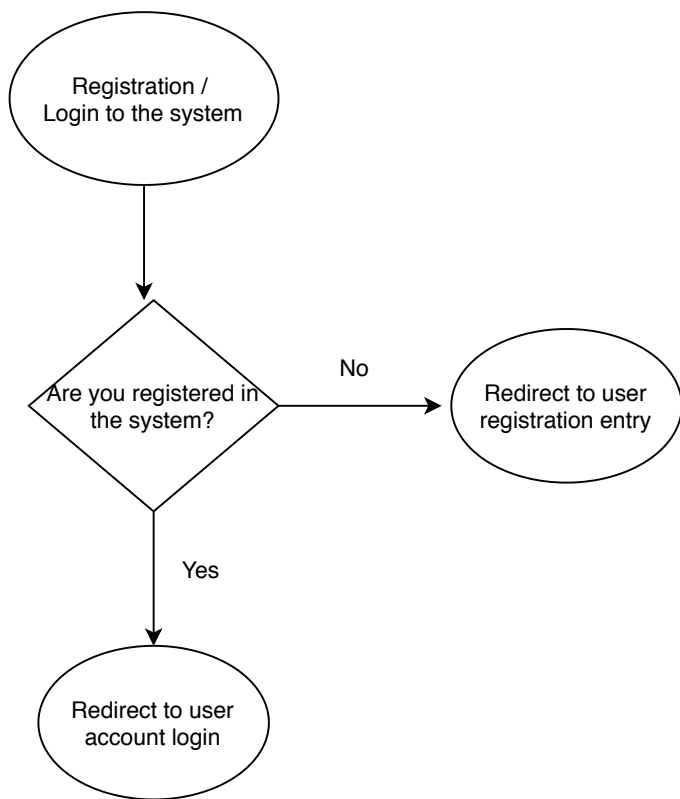 Registration /
Login to the system
Are you registered in
the system?
No
Redirect to user
registration entry
Yes
Redirect to user
account login